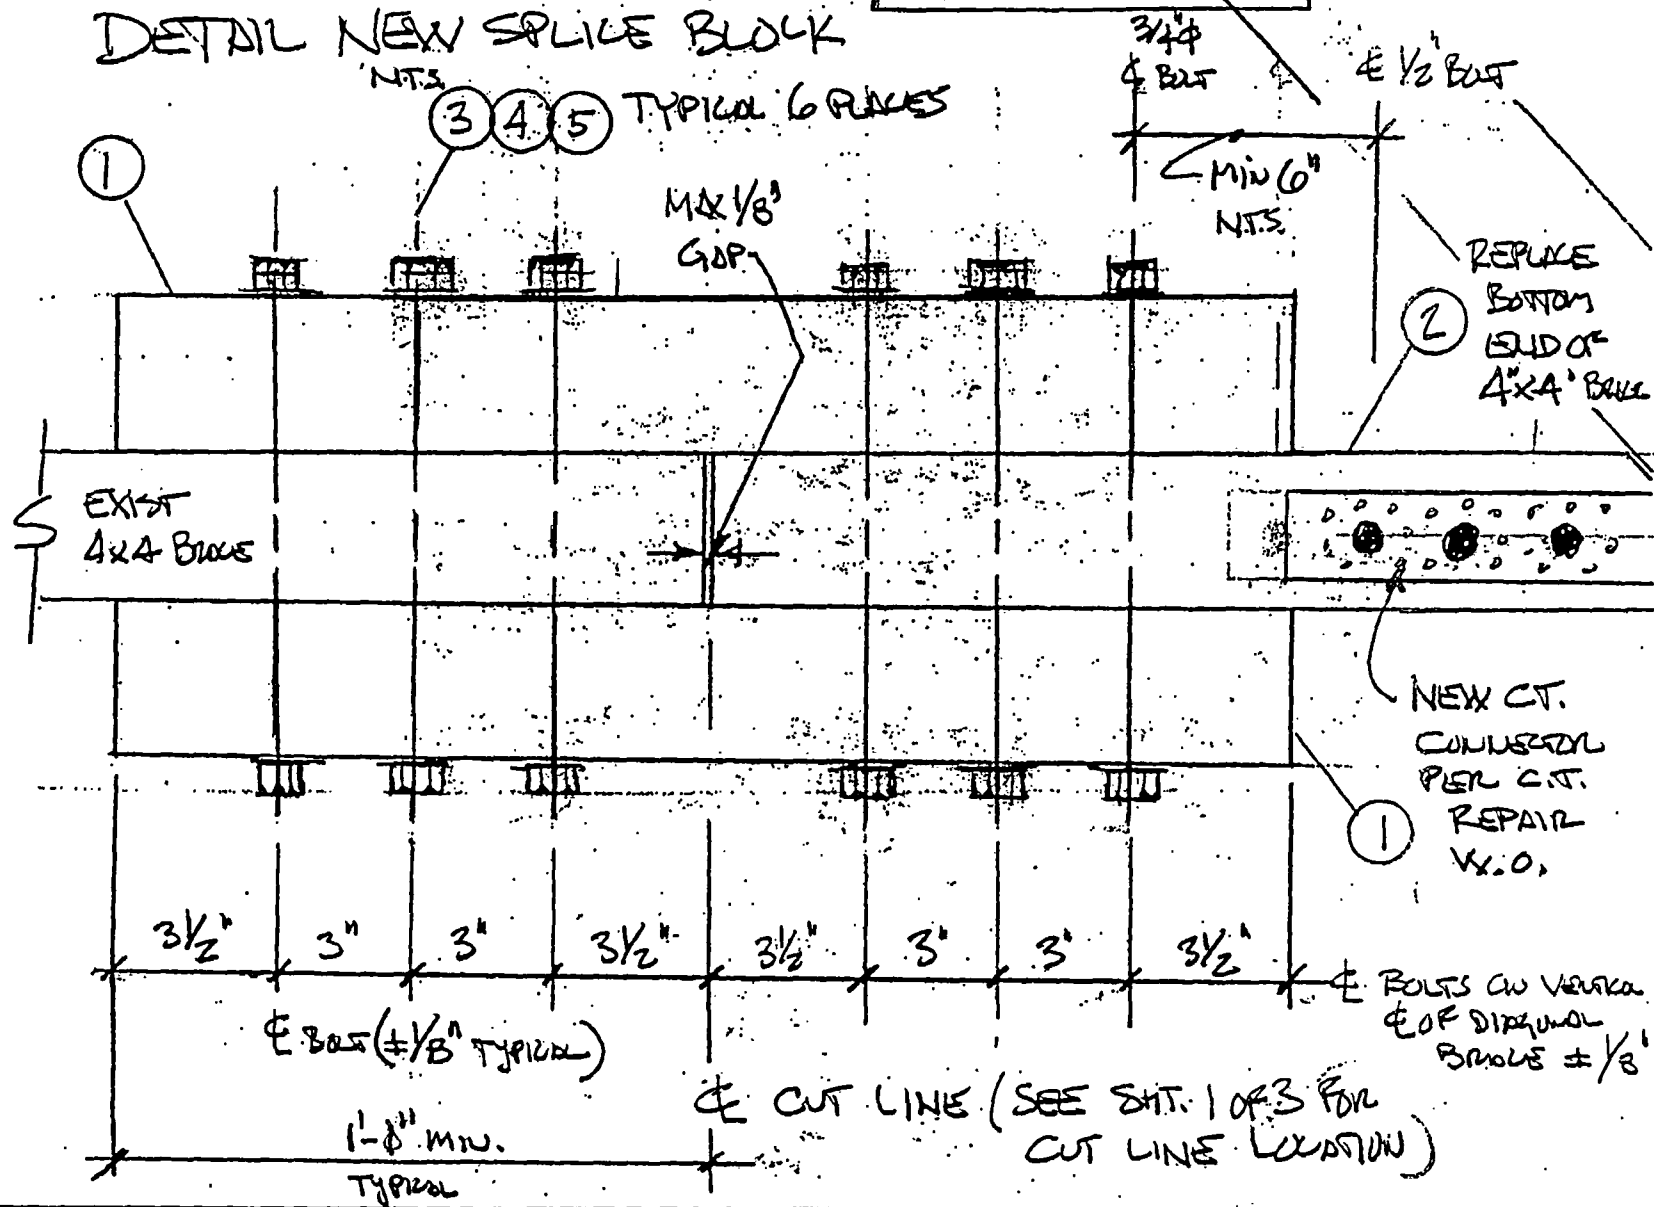 DETAIL NEW SPLICE BLOCK
N.T.S.
3 4 5 TYPICAL 6 PLACES
1
3/4"ϕ
℄ BOLT
℄ 1/2" BOLT
MIN 6"
N.T.S.
MAX 1/8"
GAP
REPLACE
BOTTOM
END OF
4"x4" BRACE
2
EXIST
4x4 BRACE
NEW C.T.
CONNECTOR
PER C.T.
REPAIR
W.O.
1
3 1/2" 3" 3" 3 1/2" 3 1/2" 3" 3" 3 1/2"
℄ BOLT (± 1/8" TYPICAL)
℄ BOLTS ON VERTICAL
℄ OF DIAGONAL
BRACE ± 1/8"
℄ CUT LINE (SEE SHT. 1 OF 3 FOR
CUT LINE LOCATION)
1'-0" MIN.
TYPICAL